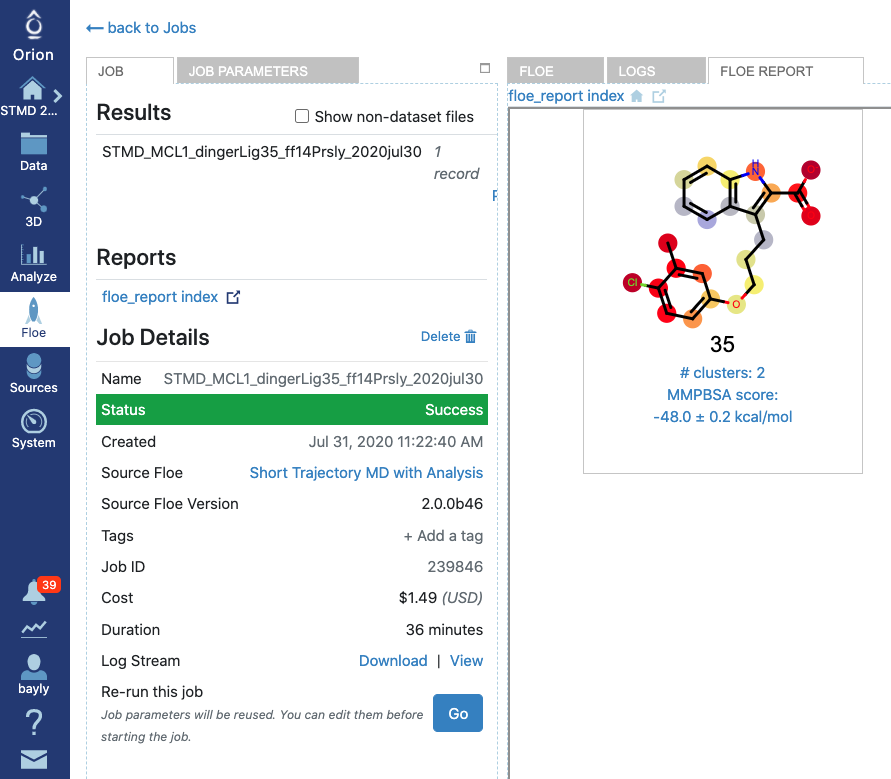 Orion
STMD 2...
Data
3D
Analyze
Floe
Sources
System
39
bayly
?
back to Jobs
JOB
JOB PARAMETERS
Results
Show non-dataset files
STMD_MCL1_dingerLig35_ff14Prsly_2020jul30 1
record
Reports
floe_report index
Job Details
Delete
Name STMD_MCL1_dingerLig35_ff14Prsly_2020jul30
Status Success
Created Jul 31, 2020 11:22:40 AM
Source Floe Short Trajectory MD with Analysis
Source Floe Version 2.0.0b46
Tags + Add a tag
Job ID 239846
Cost $1.49 (USD)
Duration 36 minutes
Log Stream Download | View
Re-run this job
Job parameters will be reused. You can edit them before
starting the job.
Go
FLOE
LOGS
FLOE REPORT
floe_report index
H
N
Cl
O
35
# clusters: 2
MMPBSA score:
-48.0 ± 0.2 kcal/mol